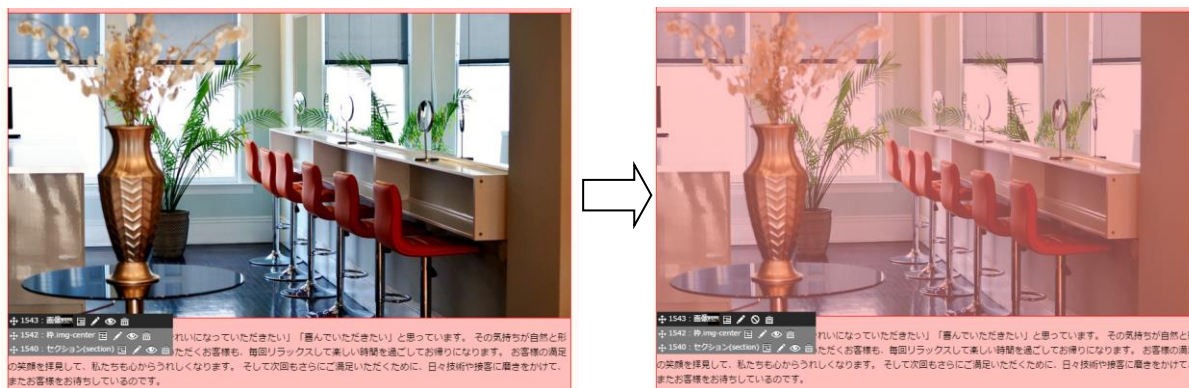 1543 : 画像
1542 : 枠.img-center
れいになっていただきたい」「喜んでいただきたい」と思っています。 その気持ちが自然と形
1540 : セクション(section)
ただくお客様も、毎回リラックスして楽しい時間を過ごしてお帰りになります。 お客様の満足
の笑顔を拝見して、私たちも心からうれしくなります。 そして次回もさらにご満足いただくために、日々技術や接客に磨きをかけて、
またお客様をお待ちしているのです。
1543 : 画像
1542 : 枠.img-center
れいになっていただきたい」「喜んでいただきたい」と思っています。 その気持ちが自然と形
1540 : セクション(section)
ただくお客様も、毎回リラックスして楽しい時間を過ごしてお帰りになります。 お客様の満
の笑顔を拝見して、私たちも心からうれしくなります。 そして次回もさらにご満足いただくために、日々技術や接客に磨きをかけて、
またお客様をお待ちしているのです。